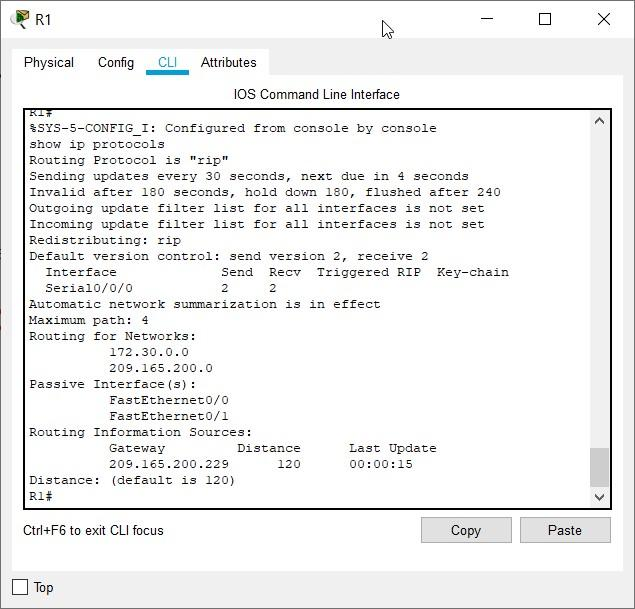 R1
Physical Config CLI Attributes
IOS Command Line Interface
R1#
%SYS-5-CONFIG_I: Configured from console by console
show ip protocols
Routing Protocol is "rip"
Sending updates every 30 seconds, next due in 4 seconds
Invalid after 180 seconds, hold down 180, flushed after 240
Outgoing update filter list for all interfaces is not set
Incoming update filter list for all interfaces is not set
Redistributing: rip
Default version control: send version 2, receive 2
  Interface             Send  Recv  Triggered RIP  Key-chain
  Serial0/0/0           2     2
Automatic network summarization is in effect
Maximum path: 4
Routing for Networks:
          172.30.0.0
          209.165.200.0
Passive Interface(s):
          FastEthernet0/0
          FastEthernet0/1
Routing Information Sources:
          Gateway         Distance      Last Update
          209.165.200.229      120      00:00:15
Distance: (default is 120)
R1#
Ctrl+F6 to exit CLI focus Copy Paste
Top